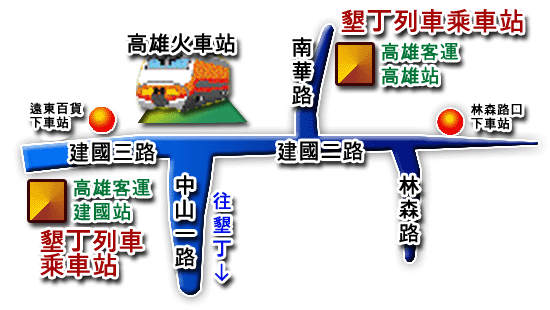 墾丁列車乘車站
高雄火車站
高雄客運
高雄站
南華路
遠東百貨
下車站
林森路口
下車站
建國三路
建國二路
高雄客運
建國站
中山一路
往墾丁↓
林森路
墾丁列車
乘車站